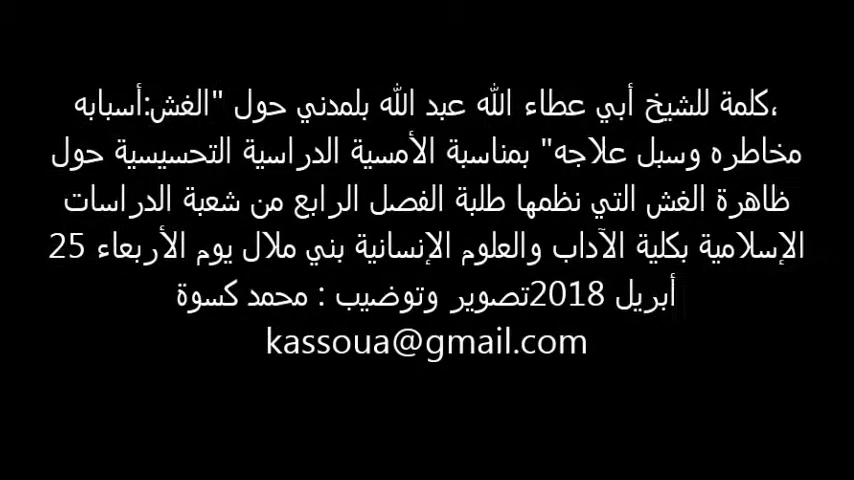 كلمة للشيخ أبي عطاء الله عبد الله بلمدني حول "الغش:أسبابه،
مخاطره وسبل علاجه" بمناسبة الأمسية الدراسية التحسيسية حول
ظاهرة الغش التي نظمها طلبة الفصل الرابع من شعبة الدراسات
الإسلامية بكلية الآداب والعلوم الإنسانية بني ملال يوم الأربعاء 25
أبريل 2018تصوير وتوضيب : محمد كسوة
kassoua@gmail.com